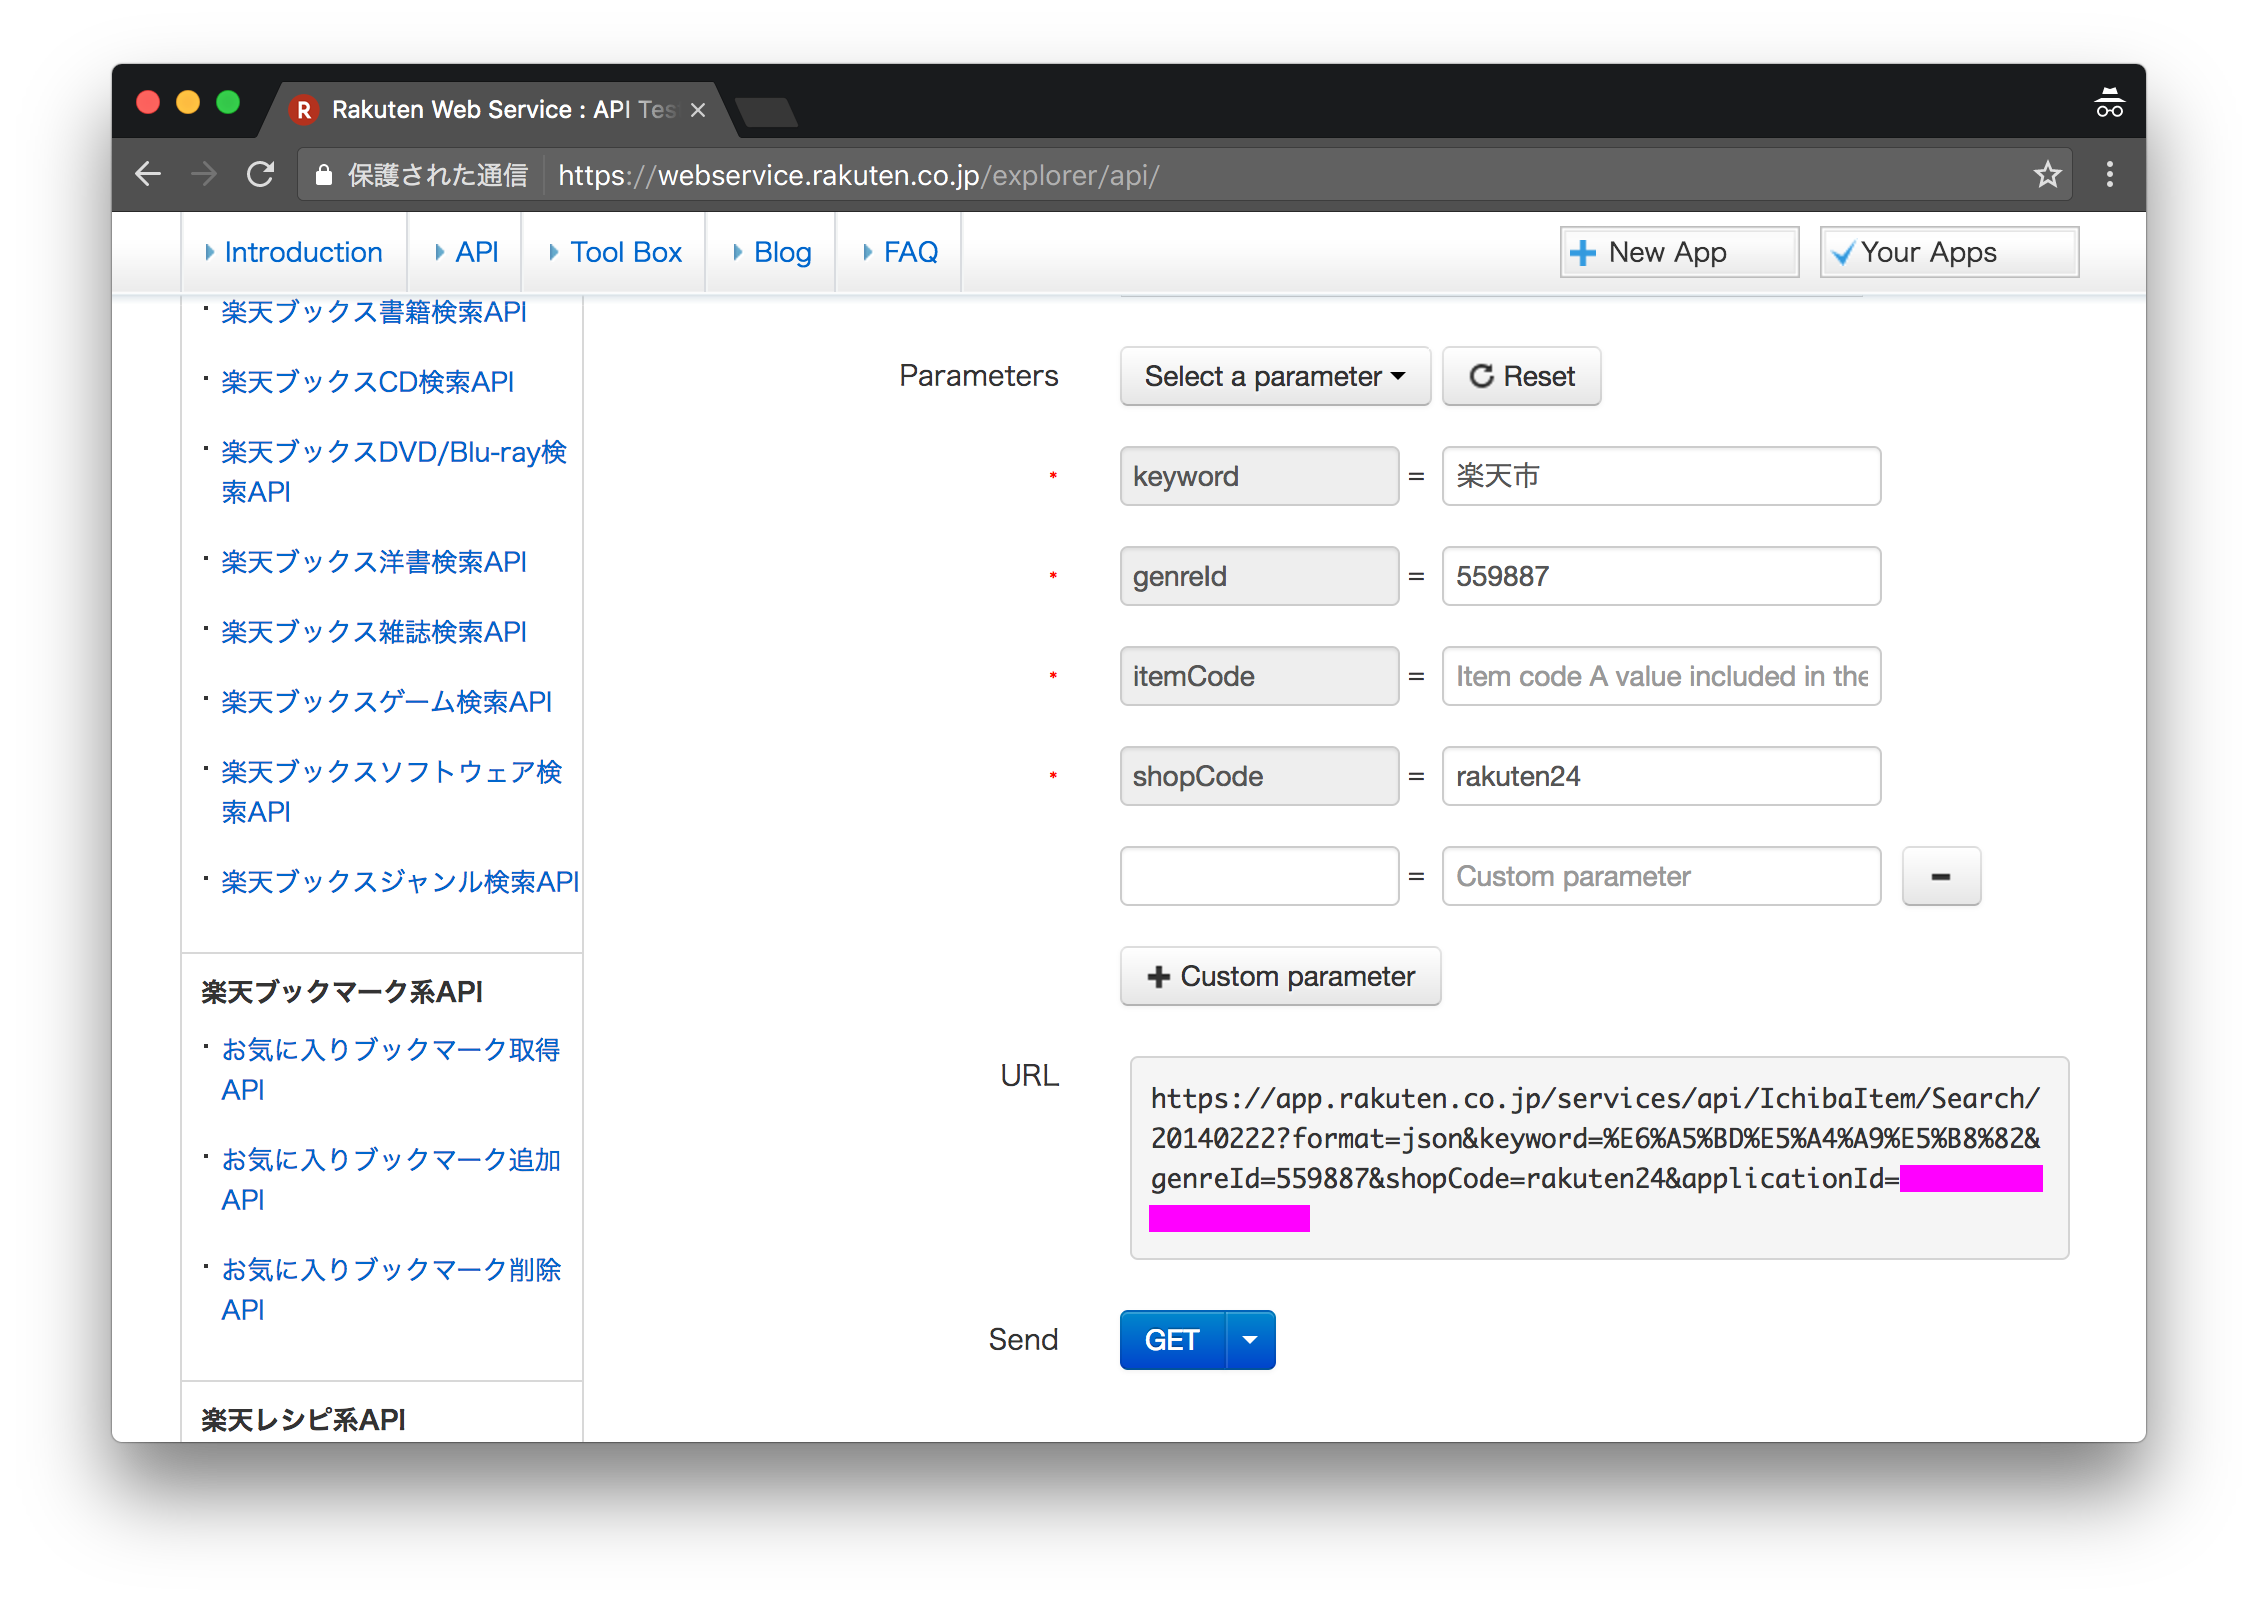 Rakuten Web Service : API Tes
保護された通信 https://webservice.rakuten.co.jp/explorer/api/
Introduction API Tool Box Blog FAQ New App Your Apps
楽天ブックス書籍検索API
楽天ブックスCD検索API
楽天ブックスDVD/Blu-ray検
索API
楽天ブックス洋書検索API
楽天ブックス雑誌検索API
楽天ブックスゲーム検索API
楽天ブックスソフトウェア検
索API
楽天ブックスジャンル検索API
楽天ブックマーク系API
お気に入りブックマーク取得
API
お気に入りブックマーク追加
API
お気に入りブックマーク削除
API
楽天レシピ系API
Parameters Select a parameter Reset
* keyword = 楽天市
* genreId = 559887
* itemCode = Item code A value included in the
* shopCode = rakuten24
= Custom parameter
Custom parameter
URL
https://app.rakuten.co.jp/services/api/IchibaItem/Search/
20140222?format=json&keyword=%E6%A5%BD%E5%A4%A9%E5%B8%82&
genreId=559887&shopCode=rakuten24&applicationId=
Send GET